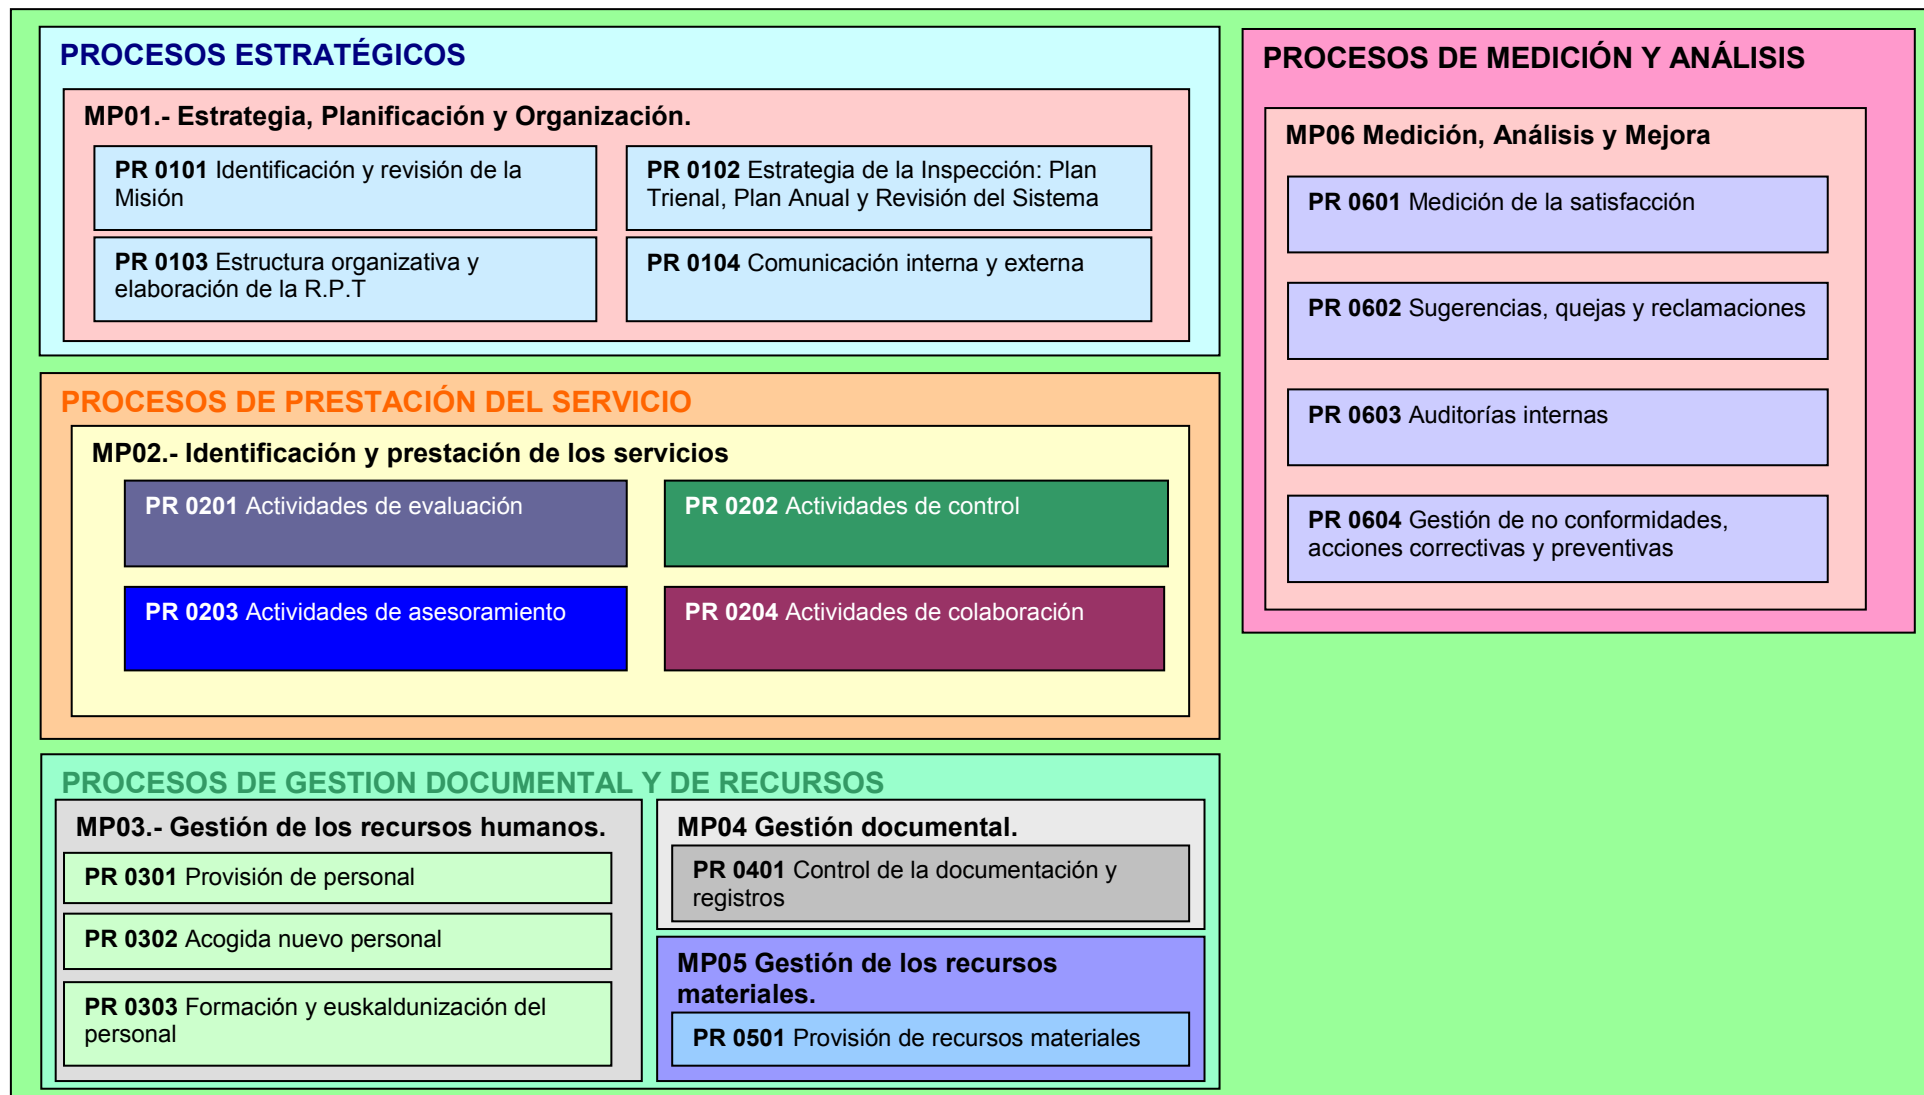 PROCESOS ESTRATÉGICOS
MP01.- Estrategia, Planificación y Organización.
PR 0101 Identificación y revisión de la
Misión
PR 0102 Estrategia de la Inspección: Plan
Trienal, Plan Anual y Revisión del Sistema
PR 0103 Estructura organizativa y
elaboración de la R.P.T
PR 0104 Comunicación interna y externa
PROCESOS DE PRESTACIÓN DEL SERVICIO
MP02.- Identificación y prestación de los servicios
PR 0201 Actividades de evaluación
PR 0202 Actividades de control
PR 0203 Actividades de asesoramiento
PR 0204 Actividades de colaboración
PROCESOS DE GESTION DOCUMENTAL Y DE RECURSOS
MP03.- Gestión de los recursos humanos.
PR 0301 Provisión de personal
PR 0302 Acogida nuevo personal
PR 0303 Formación y euskaldunización del
personal
MP04 Gestión documental.
PR 0401 Control de la documentación y
registros
MP05 Gestión de los recursos
materiales.
PR 0501 Provisión de recursos materiales
PROCESOS DE MEDICIÓN Y ANÁLISIS
MP06 Medición, Análisis y Mejora
PR 0601 Medición de la satisfacción
PR 0602 Sugerencias, quejas y reclamaciones
PR 0603 Auditorías internas
PR 0604 Gestión de no conformidades,
acciones correctivas y preventivas